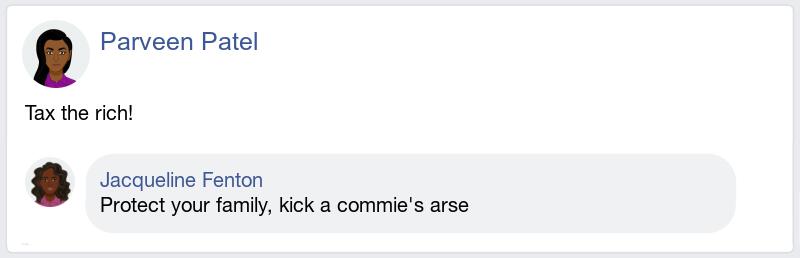 Parveen Patel
Tax the rich!
Jacqueline Fenton
Protect your family, kick a commie's arse